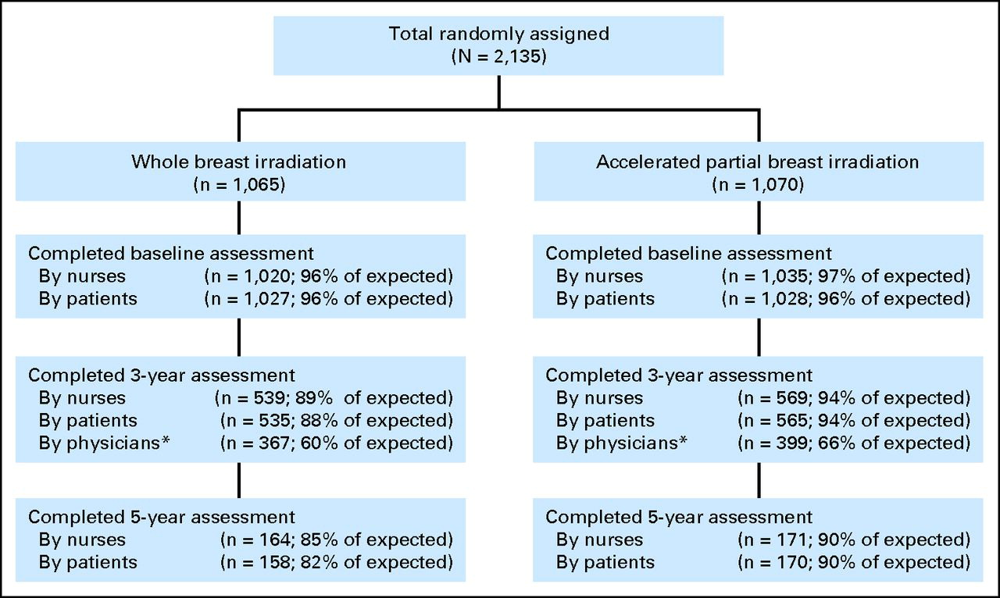 Total randomly assigned
(N = 2,135)
Whole breast irradiation
(n = 1,065)
Accelerated partial breast irradiation
(n = 1,070)
Completed baseline assessment
By nurses (n = 1,020; 96% of expected)
By patients (n = 1,027; 96% of expected)
Completed baseline assessment
By nurses (n = 1,035; 97% of expected)
By patients (n = 1,028; 96% of expected)
Completed 3-year assessment
By nurses (n = 539; 89% of expected)
By patients (n = 535; 88% of expected)
By physicians* (n = 367; 60% of expected)
Completed 3-year assessment
By nurses (n = 569; 94% of expected)
By patients (n = 565; 94% of expected)
By physicians* (n = 399; 66% of expected)
Completed 5-year assessment
By nurses (n = 164; 85% of expected)
By patients (n = 158; 82% of expected)
Completed 5-year assessment
By nurses (n = 171; 90% of expected)
By patients (n = 170; 90% of expected)